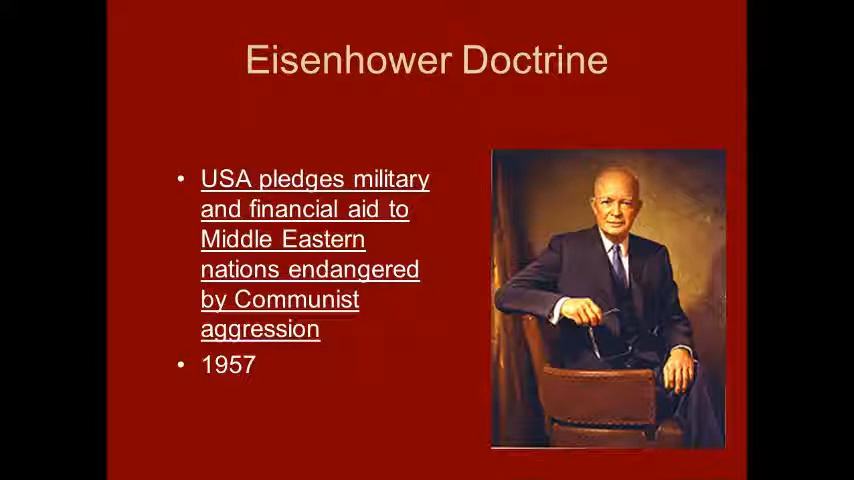 Eisenhower Doctrine
• USA pledges military
and financial aid to
Middle Eastern
nations endangered
by Communist
aggression
• 1957